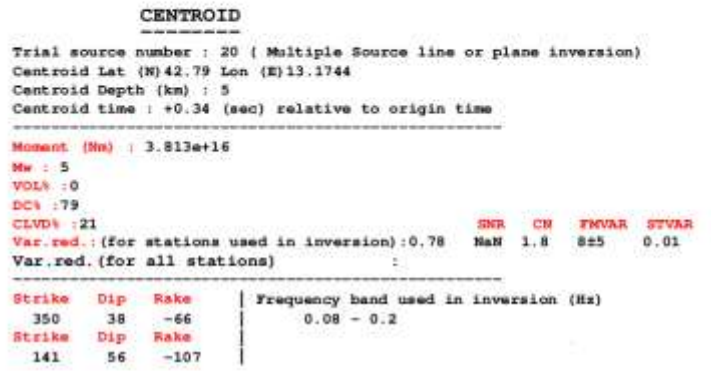 CENTROID
--------
Trial source number : 20 ( Multiple Source line or plane inversion)
Centroid Lat (N)42.79 Lon (E)13.1744
Centroid Depth (km) : 5
Centroid time : +0.34 (sec) relative to origin time
Moment (Nm) : 3.813e+16
Mw : 5
VOL% :0
DC% :79
CLVD% :21 SNR CN FMVAR STVAR
Var.red.:(for stations used in inversion):0.78 NaN 1.8 8±5 0.01
Var.red.(for all stations) :
Strike Dip Rake | Frequency band used in inversion (Hz)
350 38 -66 | 0.08 - 0.2
Strike Dip Rake |
141 56 -107 |